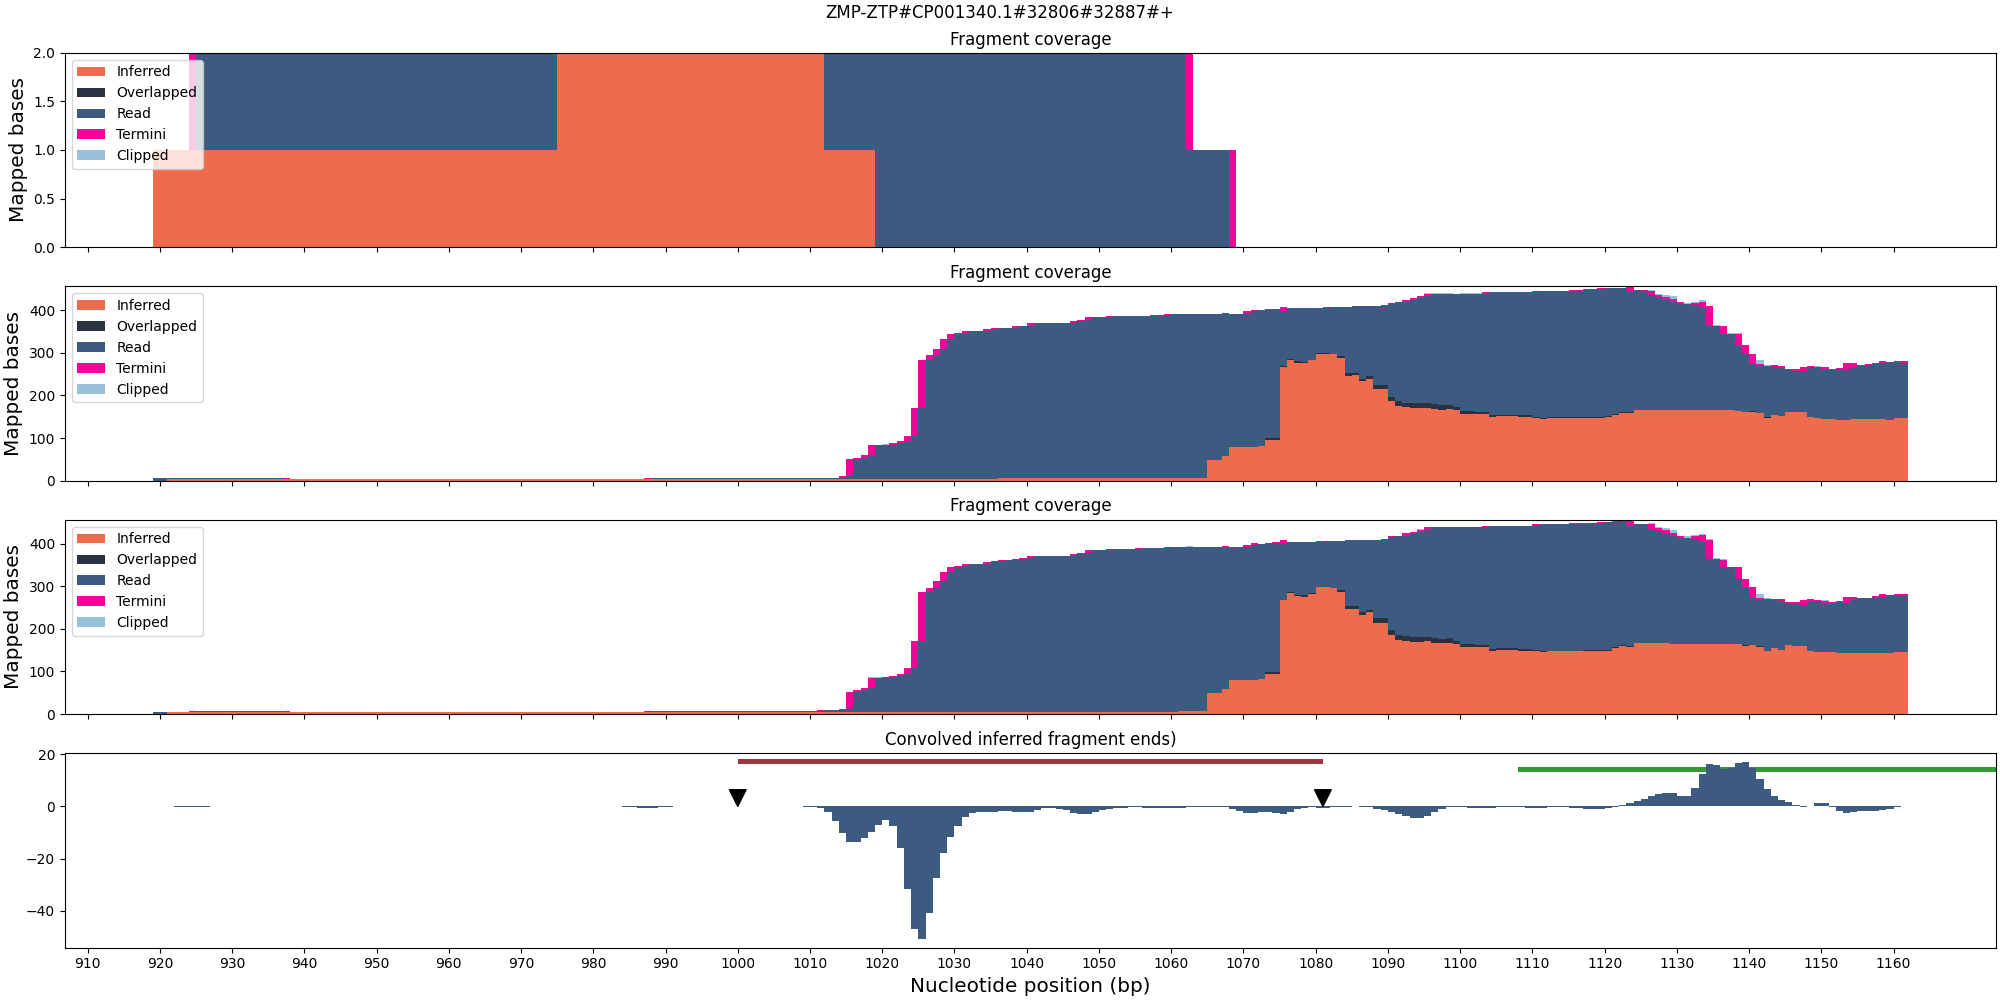 ZMP-ZTP#CP001340.1#32806#32887#+
Fragment coverage
Mapped bases
2.0
1.5
1.0
0.5
0.0
Inferred
Overlapped
Read
Termini
Clipped
Fragment coverage
Mapped bases
400
300
200
100
0
Inferred
Overlapped
Read
Termini
Clipped
Fragment coverage
Mapped bases
400
300
200
100
0
Inferred
Overlapped
Read
Termini
Clipped
Convolved inferred fragment ends)
20
0
−20
−40
910 920 930 940 950 960 970 980 990 1000 1010 1020 1030 1040 1050 1060 1070 1080 1090 1100 1110 1120 1130 1140 1150 1160
Nucleotide position (bp)